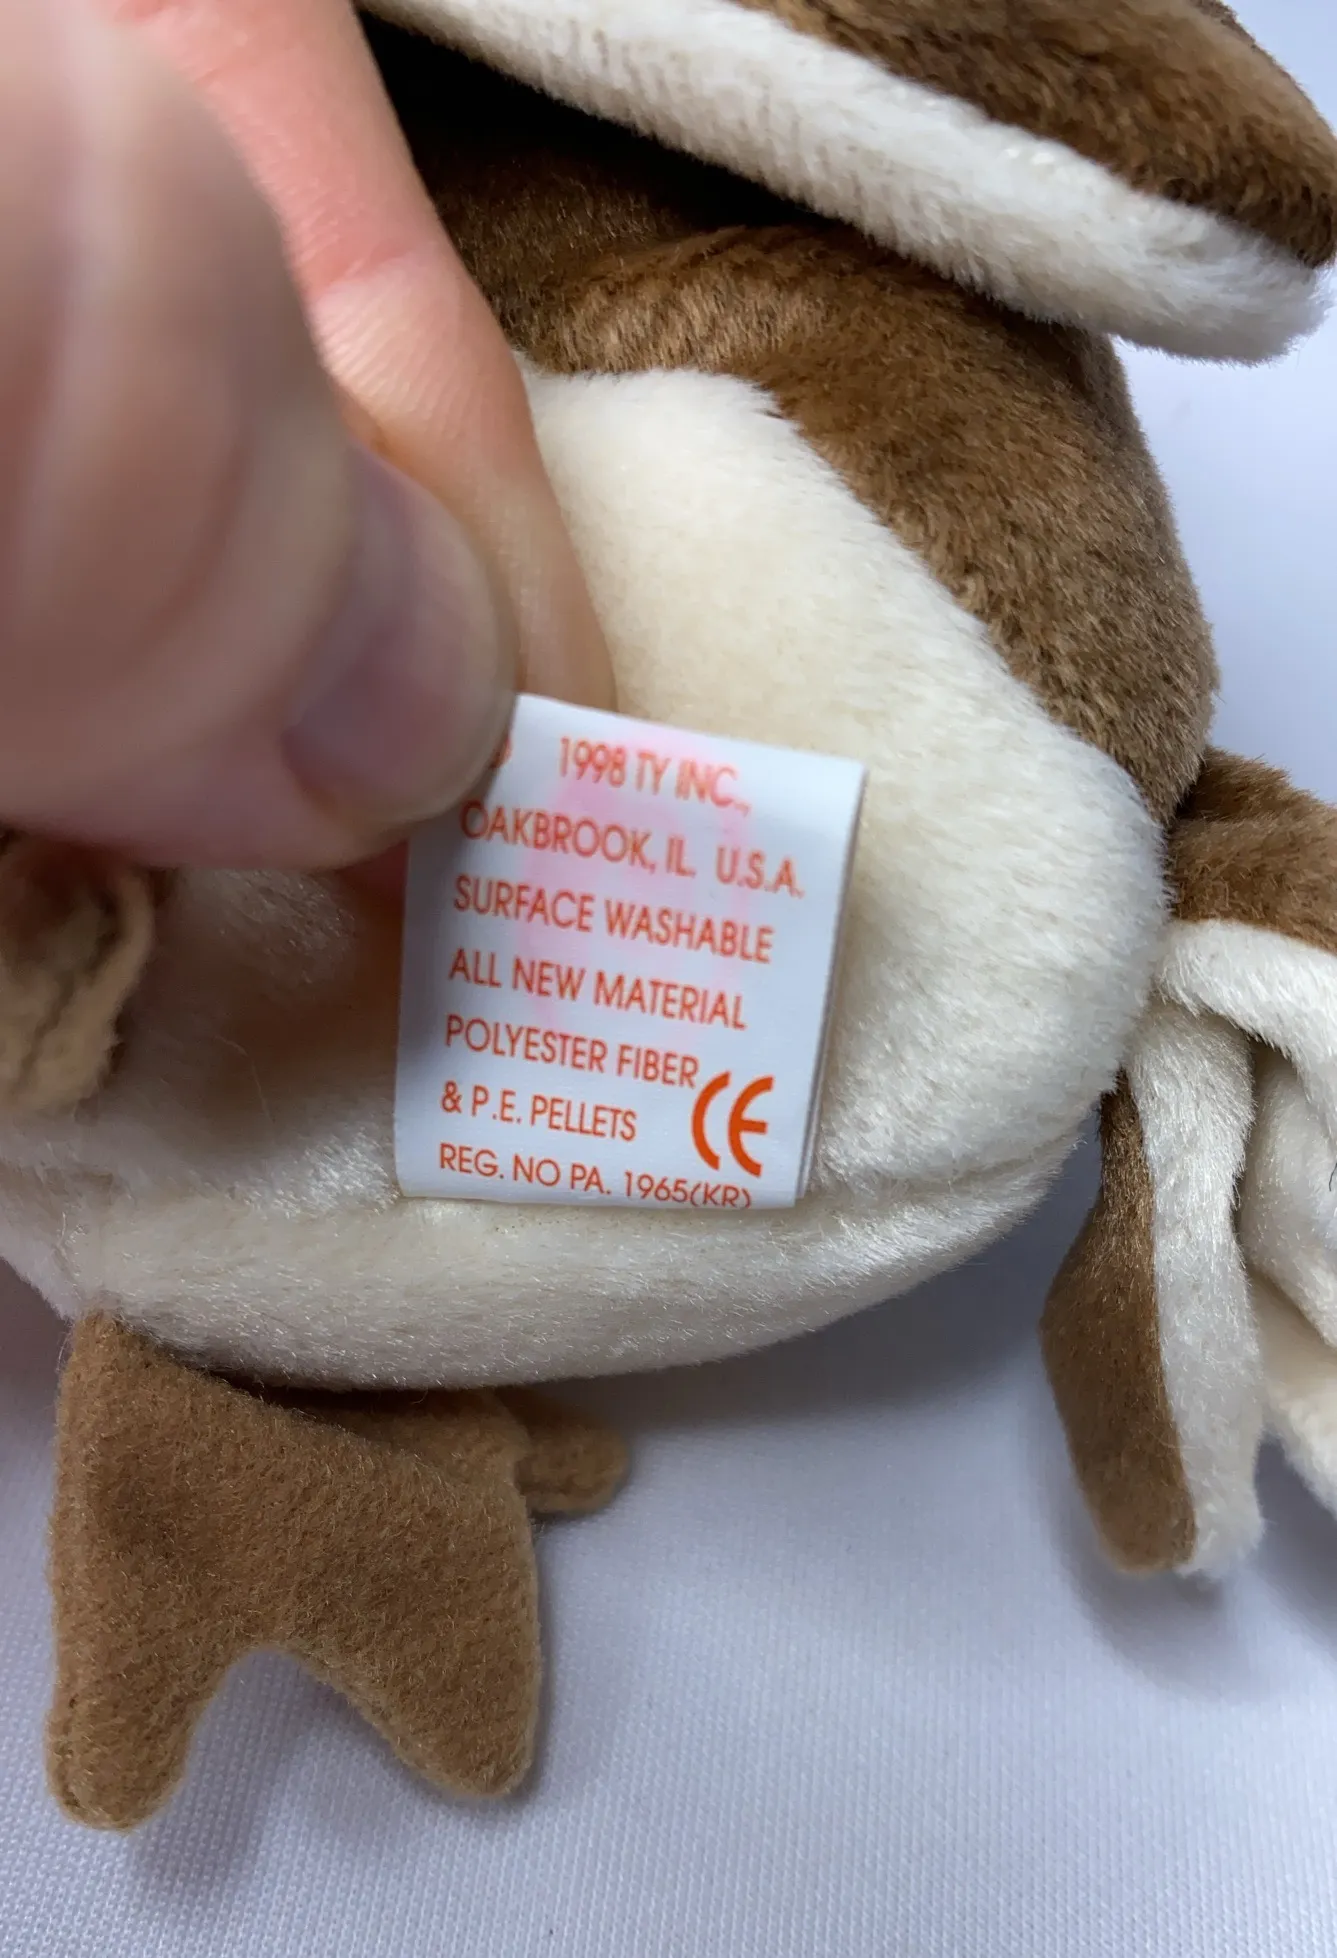 1998 TY INC.,
OAKBROOK, IL. U.S.A.
SURFACE WASHABLE
ALL NEW MATERIAL
POLYESTER FIBER
& P.E. PELLETS CE
REG. NO PA. 1965(KR)